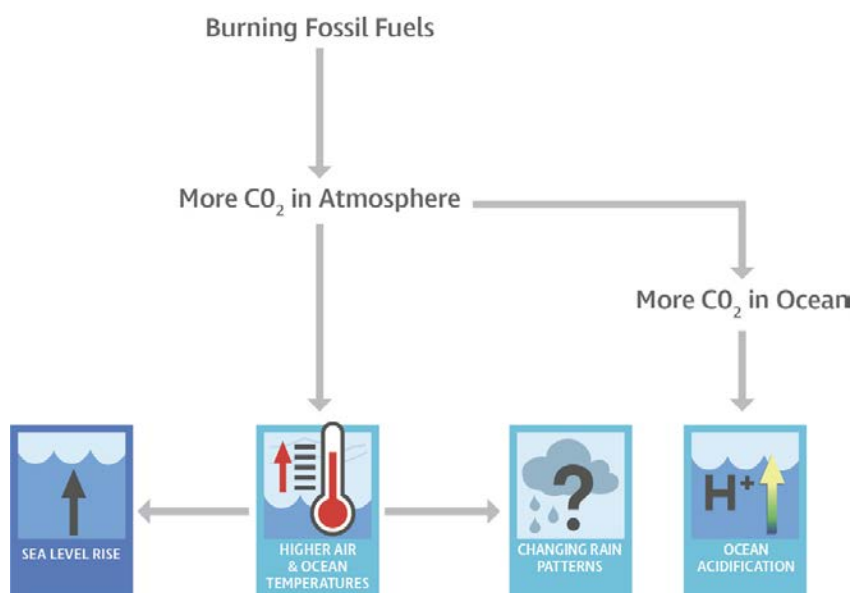 Burning Fossil Fuels
More C0₂ in Atmosphere
More C0₂ in Ocean
SEA LEVEL RISE
HIGHER AIR
& OCEAN
TEMPERATURES
?
CHANGING RAIN
PATTERNS
H⁺
OCEAN
ACIDIFICATION